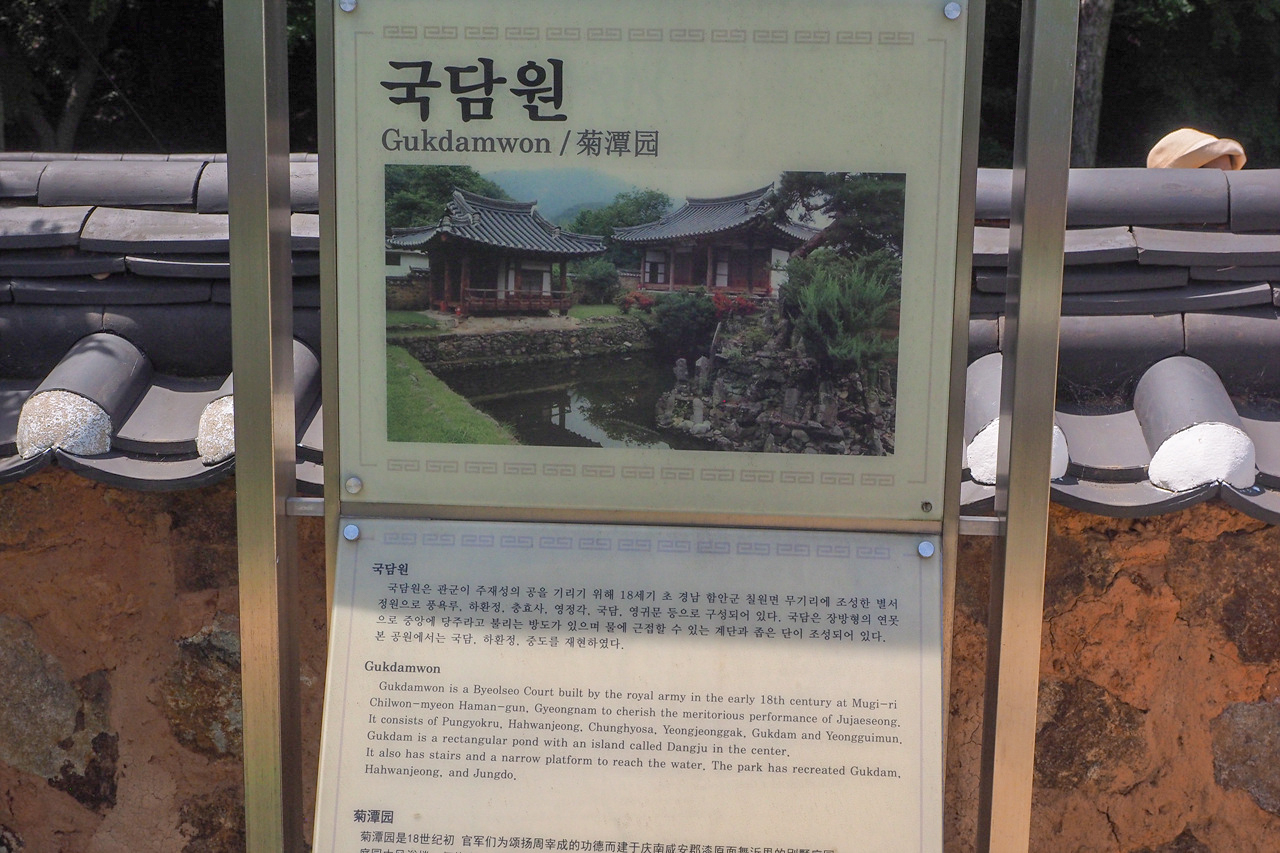 국담원
Gukdamwon / 菊潭园
국담원
국담원은 관군이 주재성의 공을 기리기 위해 18세기 초 경남 함안군 칠원면 무기리에 조성한 별서
정원으로 풍욕루, 하환정, 충효사, 영정각, 국담, 영귀문 등으로 구성되어 있다. 국담은 장방형의 연못
으로 중앙에 당주라고 불리는 방도가 있으며 물에 근접할 수 있는 계단과 좁은 단이 조성되어 있다.
본 공원에서는 국담, 하환정, 중도를 재현하였다.
Gukdamwon
Gukdamwon is a Byeolseo Court built by the royal army in the early 18th century at Mugi-ri
Chilwon-myeon Haman-gun, Gyeongnam to cherish the meritorious performance of Jujaeseong.
It consists of Pungyokru, Hahwanjeong, Chunghyosa, Yeongjeonggak, Gukdam and Yeongguimun.
Gukdam is a rectangular pond with an island called Dangju in the center.
It also has stairs and a narrow platform to reach the water. The park has recreated Gukdam,
Hahwanjeong, and Jungdo.
菊潭园
菊潭园是18世纪初 官军们为颂扬周宰成的功德而建于庆南咸安郡漆原面舞沂里的别墅庭园